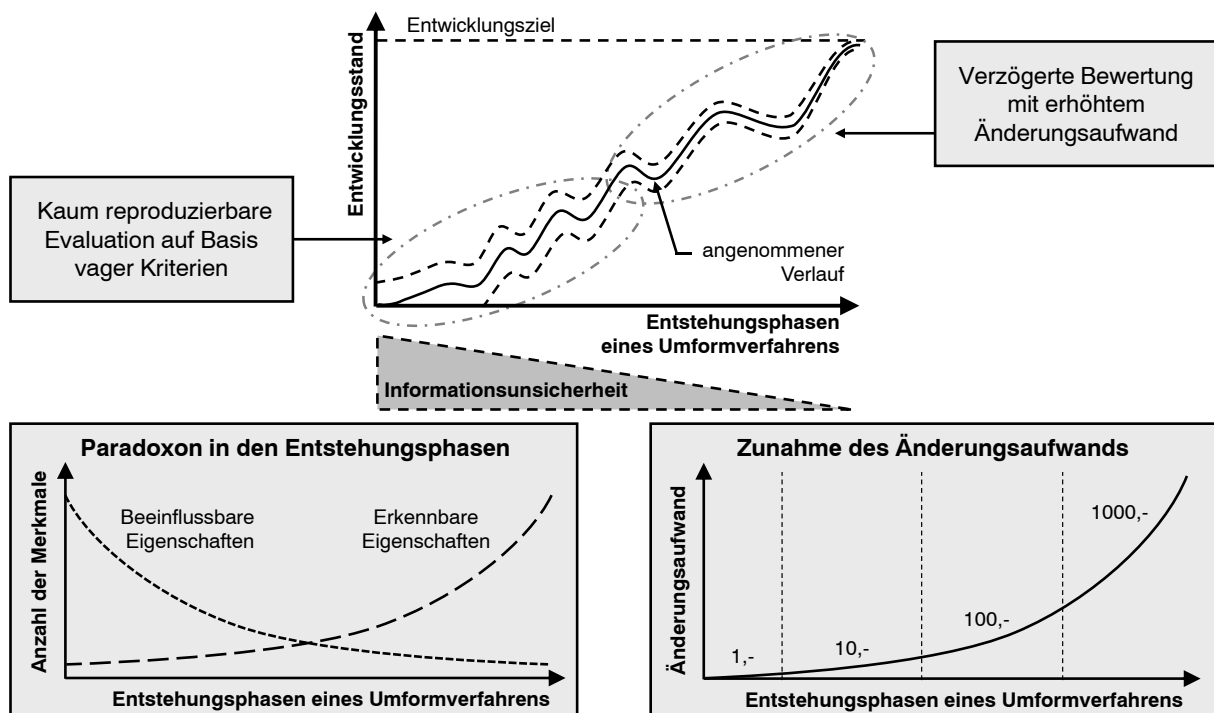 Entwicklungsziel
Entwicklungsstand
Verzögerte Bewertung
mit erhöhtem
Änderungsaufwand
Kaum reproduzierbare
Evaluation auf Basis
vager Kriterien
angenommener
Verlauf
Entstehungsphasen
eines Umformverfahrens
Informationsunsicherheit
Paradoxon in den Entstehungsphasen
Anzahl der Merkmale
Beeinflussbare
Eigenschaften
Erkennbare
Eigenschaften
Entstehungsphasen eines Umformverfahrens
Zunahme des Änderungsaufwands
Änderungsaufwand
1,-
10,-
100,-
1000,-
Entstehungsphasen eines Umformverfahrens